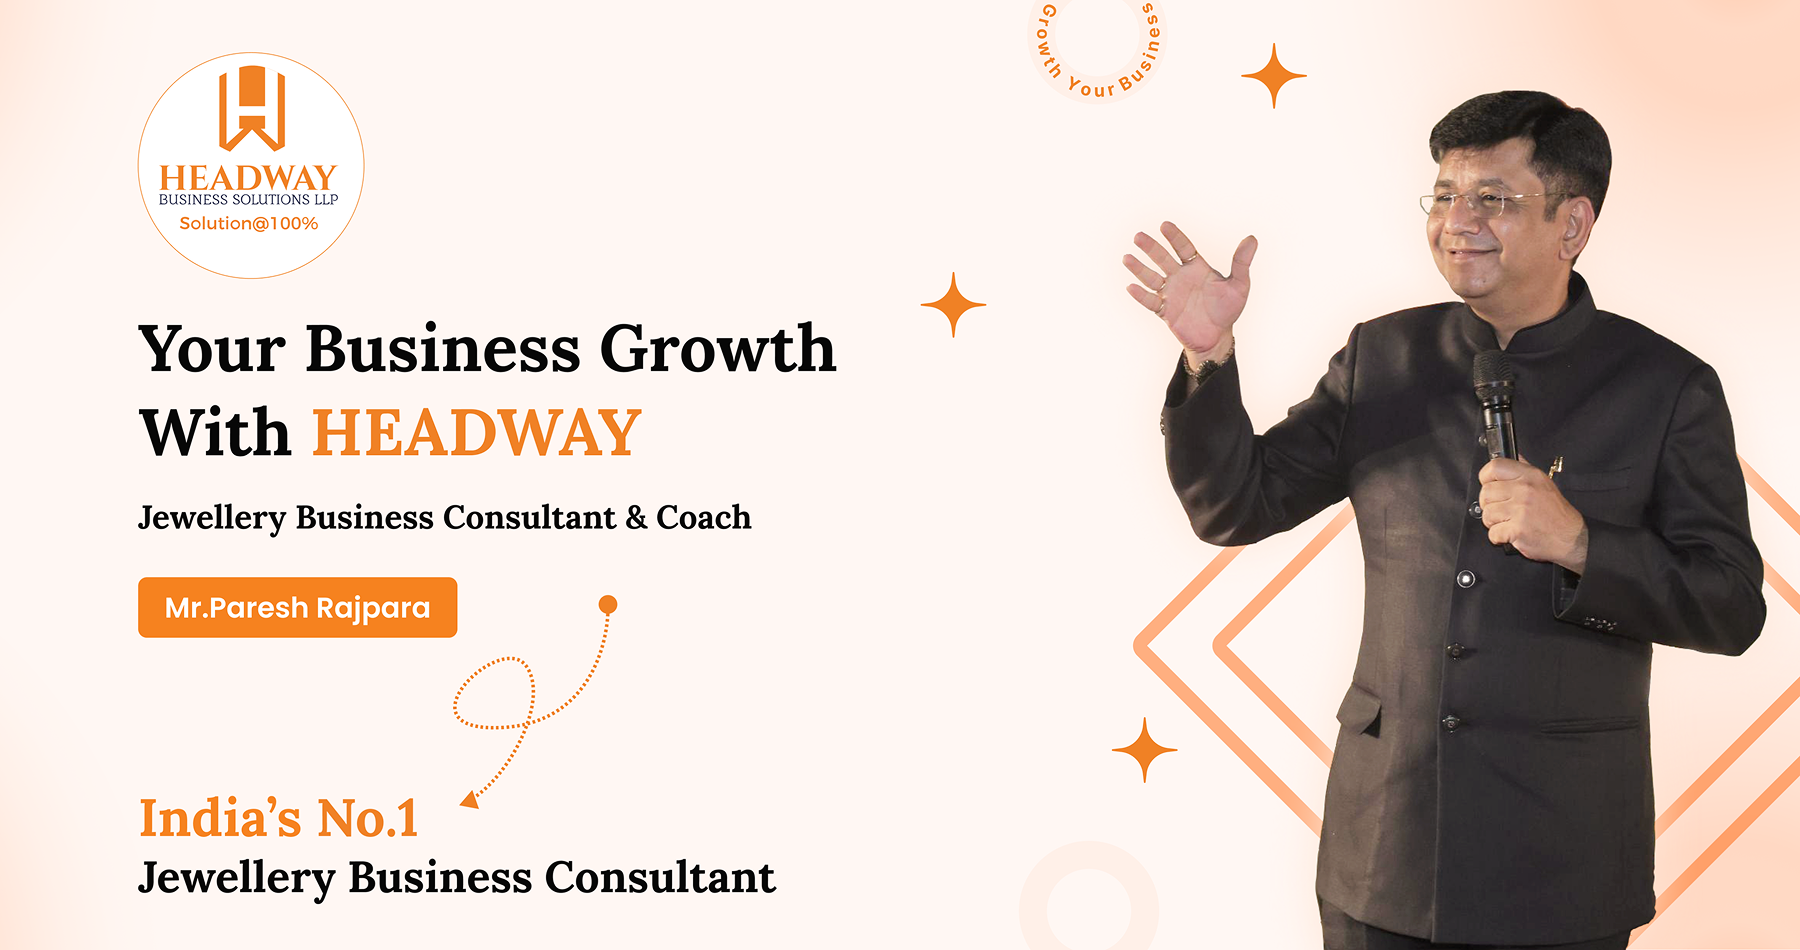 HEADWAY
BUSINESS SOLUTIONS LLP
Solution@100%
Growth Your Business
Your Business Growth
With HEADWAY
Jewellery Business Consultant & Coach
Mr.Paresh Rajpara
India's No.1
Jewellery Business Consultant